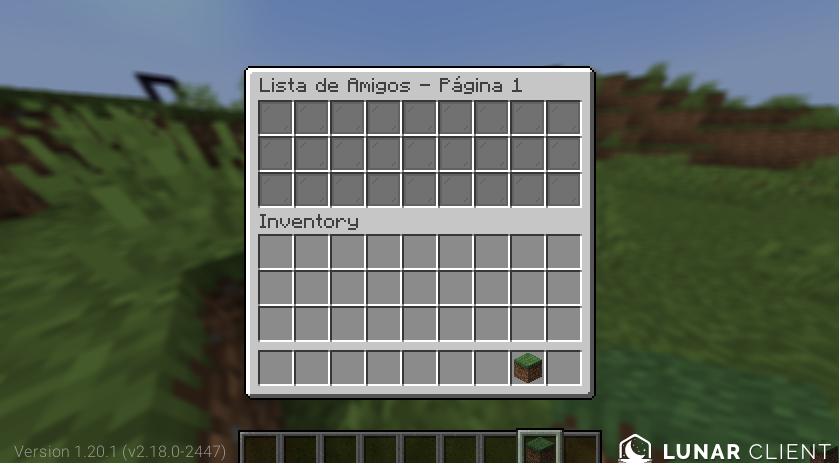 Lista de Amigos - Página 1
Inventory
Version 1.20.1 (v2.18.0-2447)
LUNAR CLIENT